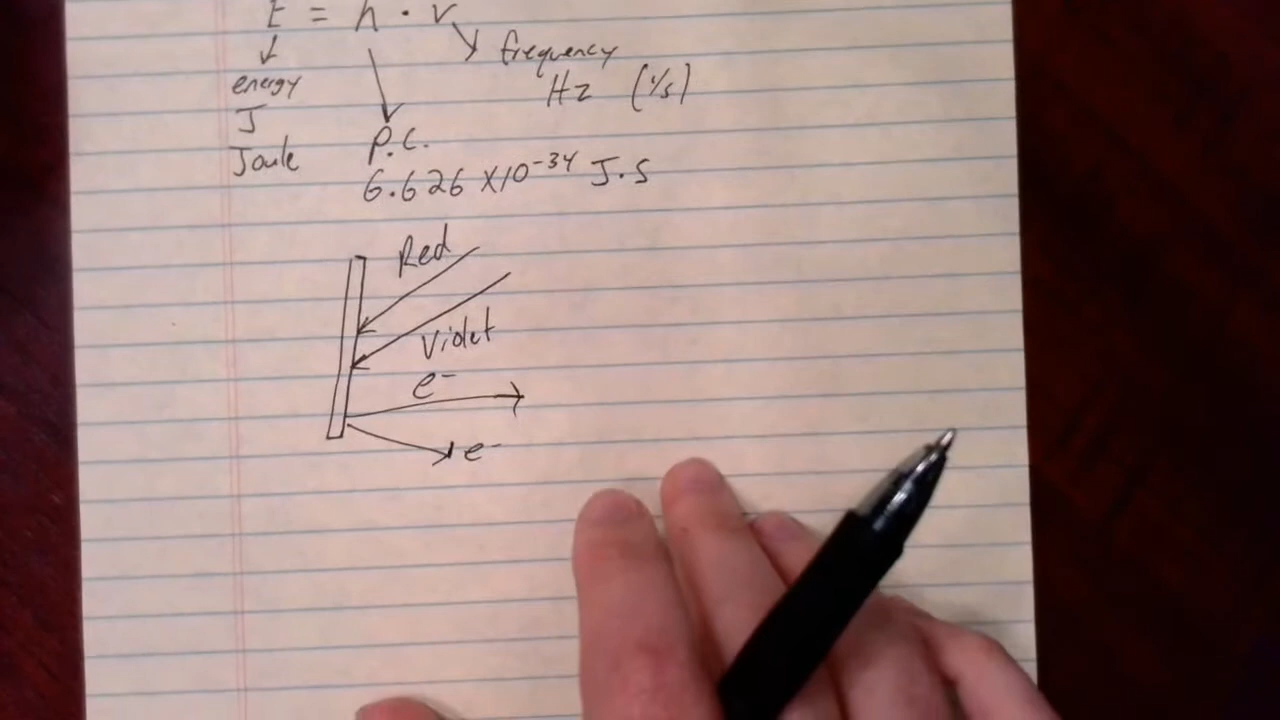 E = h · ν
frequency
energy
Hz (1/s)
J
P.C.
Joule
6.626 x10-34 J.S
Red
Violet
e-
e-